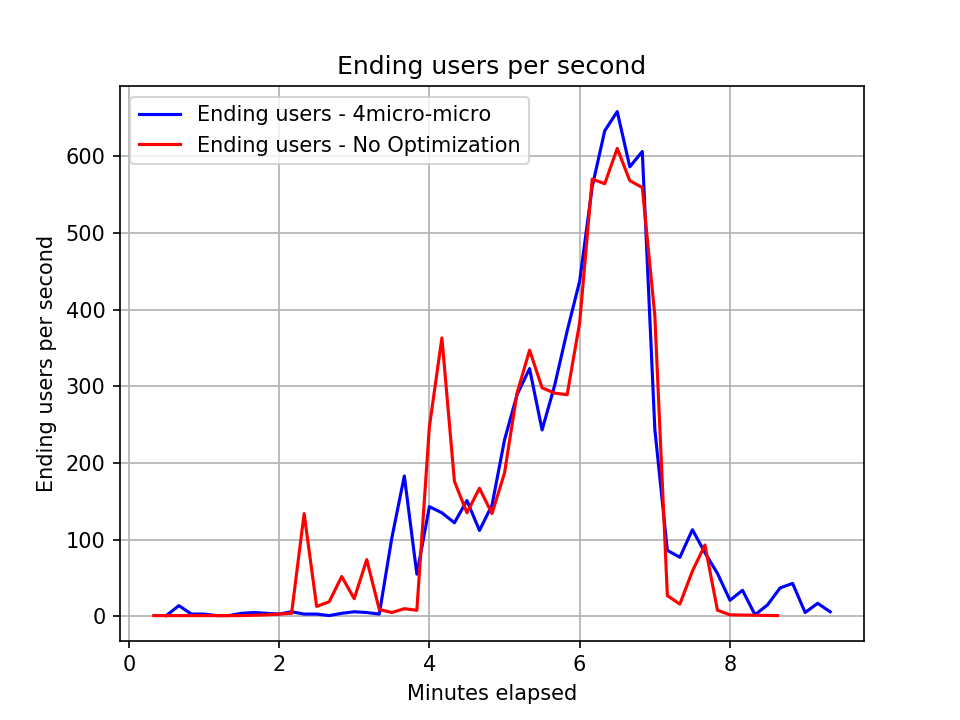 Ending users per second
Ending users - 4micro-micro
Ending users - No Optimization
Ending users per second
600
500
400
300
200
100
0
0 2 4 6 8
Minutes elapsed